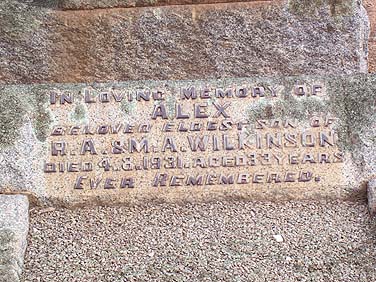 IN LOVING MEMORY OF
ALEX
BELOVED ELDEST SON OF
R.A. & M.A. WILKINSON
DIED 4.8.1931. AGED 33 YEARS
EVER REMEMBERED.